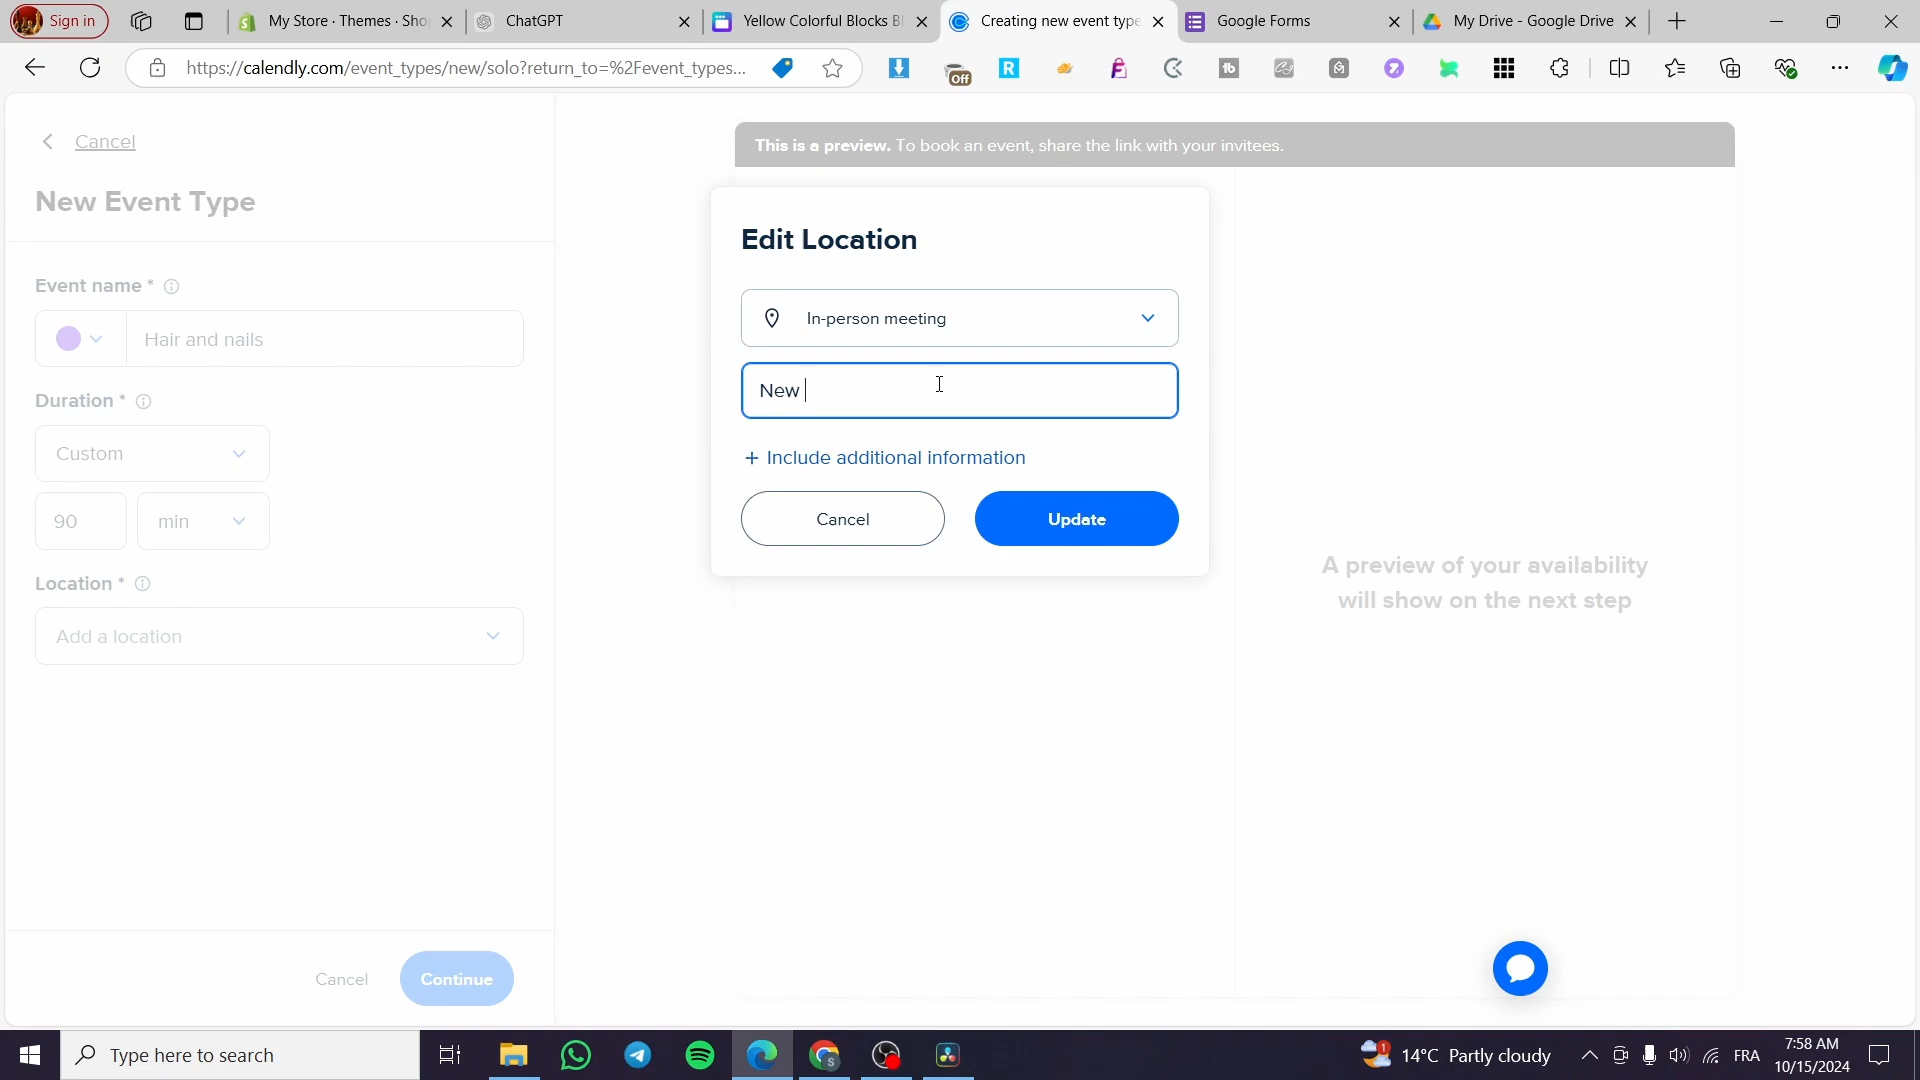 Sign in
My Store · Themes · Sho
ChatGPT
Yellow Colorful Blocks Bl
Creating new event type
Google Forms
My Drive - Google Drive
https://calendly.com/event_types/new/solo?return_to=%2Fevent_types...
Off
Cancel
New Event Type
Event name *
Hair and nails
Duration *
Custom
90
min
Location *
Add a location
Cancel
Continue
This is a preview. To book an event, share the link with your invitees.
Edit Location
In-person meeting
New
+ Include additional information
Cancel
Update
A preview of your availability
will show on the next step
Type here to search
14°C Partly cloudy
FRA
7:58 AM
10/15/2024